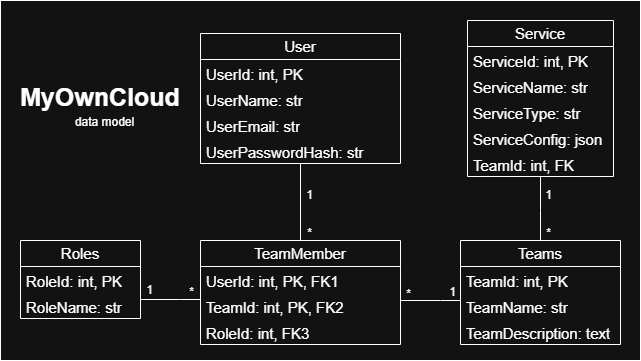 MyOwnCloud
data model
User
UserId: int, PK
UserName: str
UserEmail: str
UserPasswordHash: str
Service
ServiceId: int, PK
ServiceName: str
ServiceType: str
ServiceConfig: json
TeamId: int, FK
1
*
1
*
Roles
RoleId: int, PK
RoleName: str
1
*
TeamMember
UserId: int, PK, FK1
TeamId: int, PK, FK2
RoleId: int, FK3
*
1
Teams
TeamId: int, PK
TeamName: str
TeamDescription: text